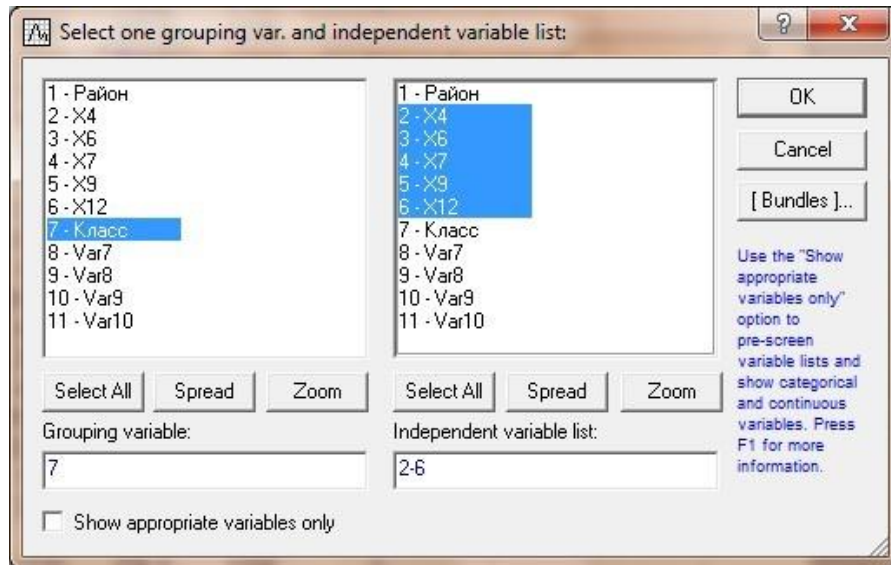 Select one grouping var. and independent variable list:
1 - Район
2 - X4
3 - X6
4 - X7
5 - X9
6 - X12
7 - Класс
8 - Var7
9 - Var8
10 - Var9
11 - Var10
Select All
Spread
Zoom
Grouping variable:
7
Show appropriate variables only
1 - Район
2 - X4
3 - X6
4 - X7
5 - X9
6 - X12
7 - Класс
8 - Var7
9 - Var8
10 - Var9
11 - Var10
Select All
Spread
Zoom
Independent variable list:
2-6
OK
Cancel
[ Bundles ]...
Use the "Show
appropriate
variables only"
option to
pre-screen
variable lists and
show categorical
and continuous
variables. Press
F1 for more
information.